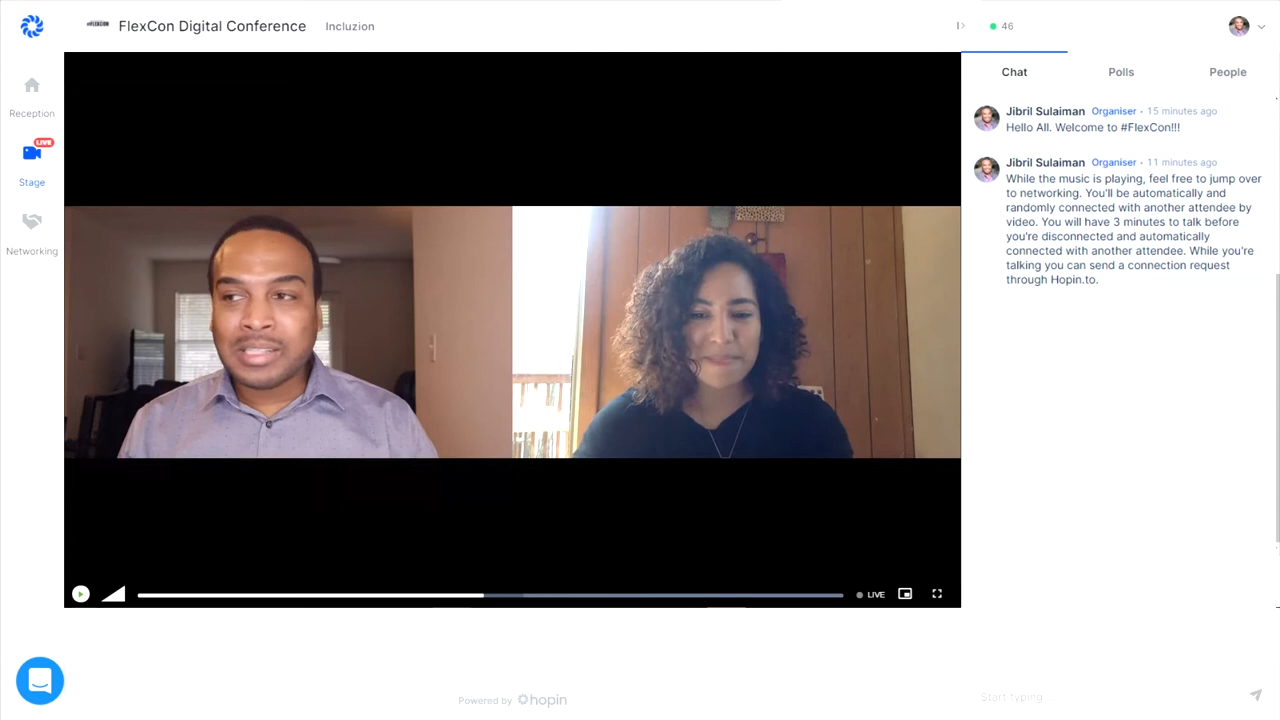 #FLEXCON FlexCon Digital Conference Incluzion
46
Reception
LIVE
Stage
Networking
Chat Polls People
Jibril Sulaiman Organiser • 15 minutes ago
Hello All. Welcome to #FlexCon!!!
Jibril Sulaiman Organiser • 11 minutes ago
While the music is playing, feel free to jump over
to networking. You'll be automatically and
randomly connected with another attendee by
video. You will have 3 minutes to talk before
you're disconnected and automatically
connected with another attendee. While you're
talking you can send a connection request
through Hopin.to.
LIVE
Powered by hopin
Start typing